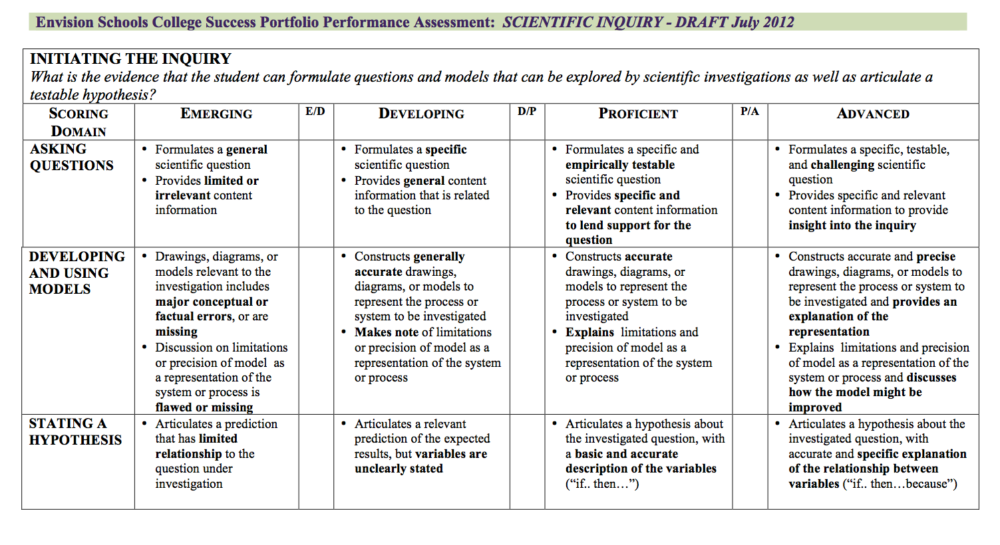 Envision Schools College Success Portfolio Performance Assessment: SCIENTIFIC INQUIRY - DRAFT July 2012
INITIATING THE INQUIRY
What is the evidence that the student can formulate questions and models that can be explored by scientific investigations as well as articulate a
testable hypothesis?
SCORING
DOMAIN
EMERGING
E/D
DEVELOPING
D/P
PROFICIENT
P/A
ADVANCED
ASKING
QUESTIONS
• Formulates a general
scientific question
• Provides limited or
irrelevant content
information
• Formulates a specific
scientific question
• Provides general content
information that is related
to the question
• Formulates a specific and
empirically testable
scientific question
• Provides specific and
relevant content information
to lend support for the
question
• Formulates a specific, testable,
and challenging scientific
question
• Provides specific and relevant
content information to provide
insight into the inquiry
DEVELOPING
AND USING
MODELS
• Drawings, diagrams, or
models relevant to the
investigation includes
major conceptual or
factual errors, or are
missing
• Discussion on limitations
or precision of model as
a representation of the
system or process is
flawed or missing
• Constructs generally
accurate drawings,
diagrams, or models to
represent the process or
system to be investigated
• Makes note of limitations
or precision of model as a
representation of the system
or process
• Constructs accurate
drawings, diagrams, or
models to represent the
process or system to be
investigated
• Explains limitations and
precision of model as a
representation of the system
or process
• Constructs accurate and precise
drawings, diagrams, or models to
represent the process or system to
be investigated and provides an
explanation of the
representation
• Explains limitations and precision
of model as a representation of the
system or process and discusses
how the model might be
improved
STATING A
HYPOTHESIS
• Articulates a prediction
that has limited
relationship to the
question under
investigation
• Articulates a relevant
prediction of the expected
results, but variables are
unclearly stated
• Articulates a hypothesis about
the investigated question, with
a basic and accurate
description of the variables
(“if.. then…”)
• Articulates a hypothesis about the
investigated question, with
accurate and specific explanation
of the relationship between
variables (“if.. then…because”)